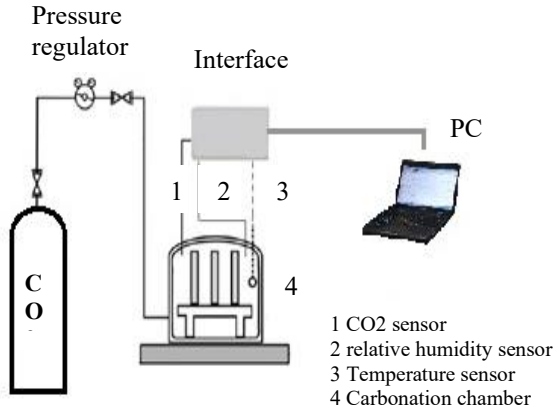 Pressure
regulator
Interface
PC
1
2
3
4
C
O
1 CO2 sensor
2 relative humidity sensor
3 Temperature sensor
4 Carbonation chamber